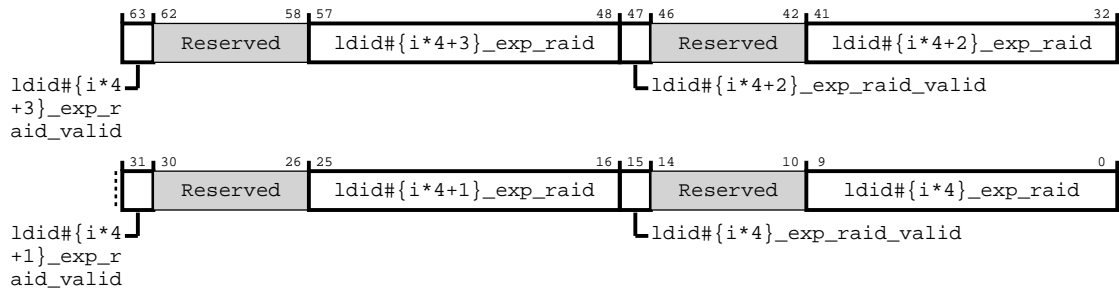 63 62 58 57 48 47 46 42 41 32
Reserved ldid#{i*4+3}_exp_raid Reserved ldid#{i*4+2}_exp_raid
ldid#{i*4
+3}_exp_r
aid_valid
ldid#{i*4+2}_exp_raid_valid
31 30 26 25 16 15 14 10 9 0
Reserved ldid#{i*4+1}_exp_raid Reserved ldid#{i*4}_exp_raid
ldid#{i*4
+1}_exp_r
aid_valid
ldid#{i*4}_exp_raid_valid